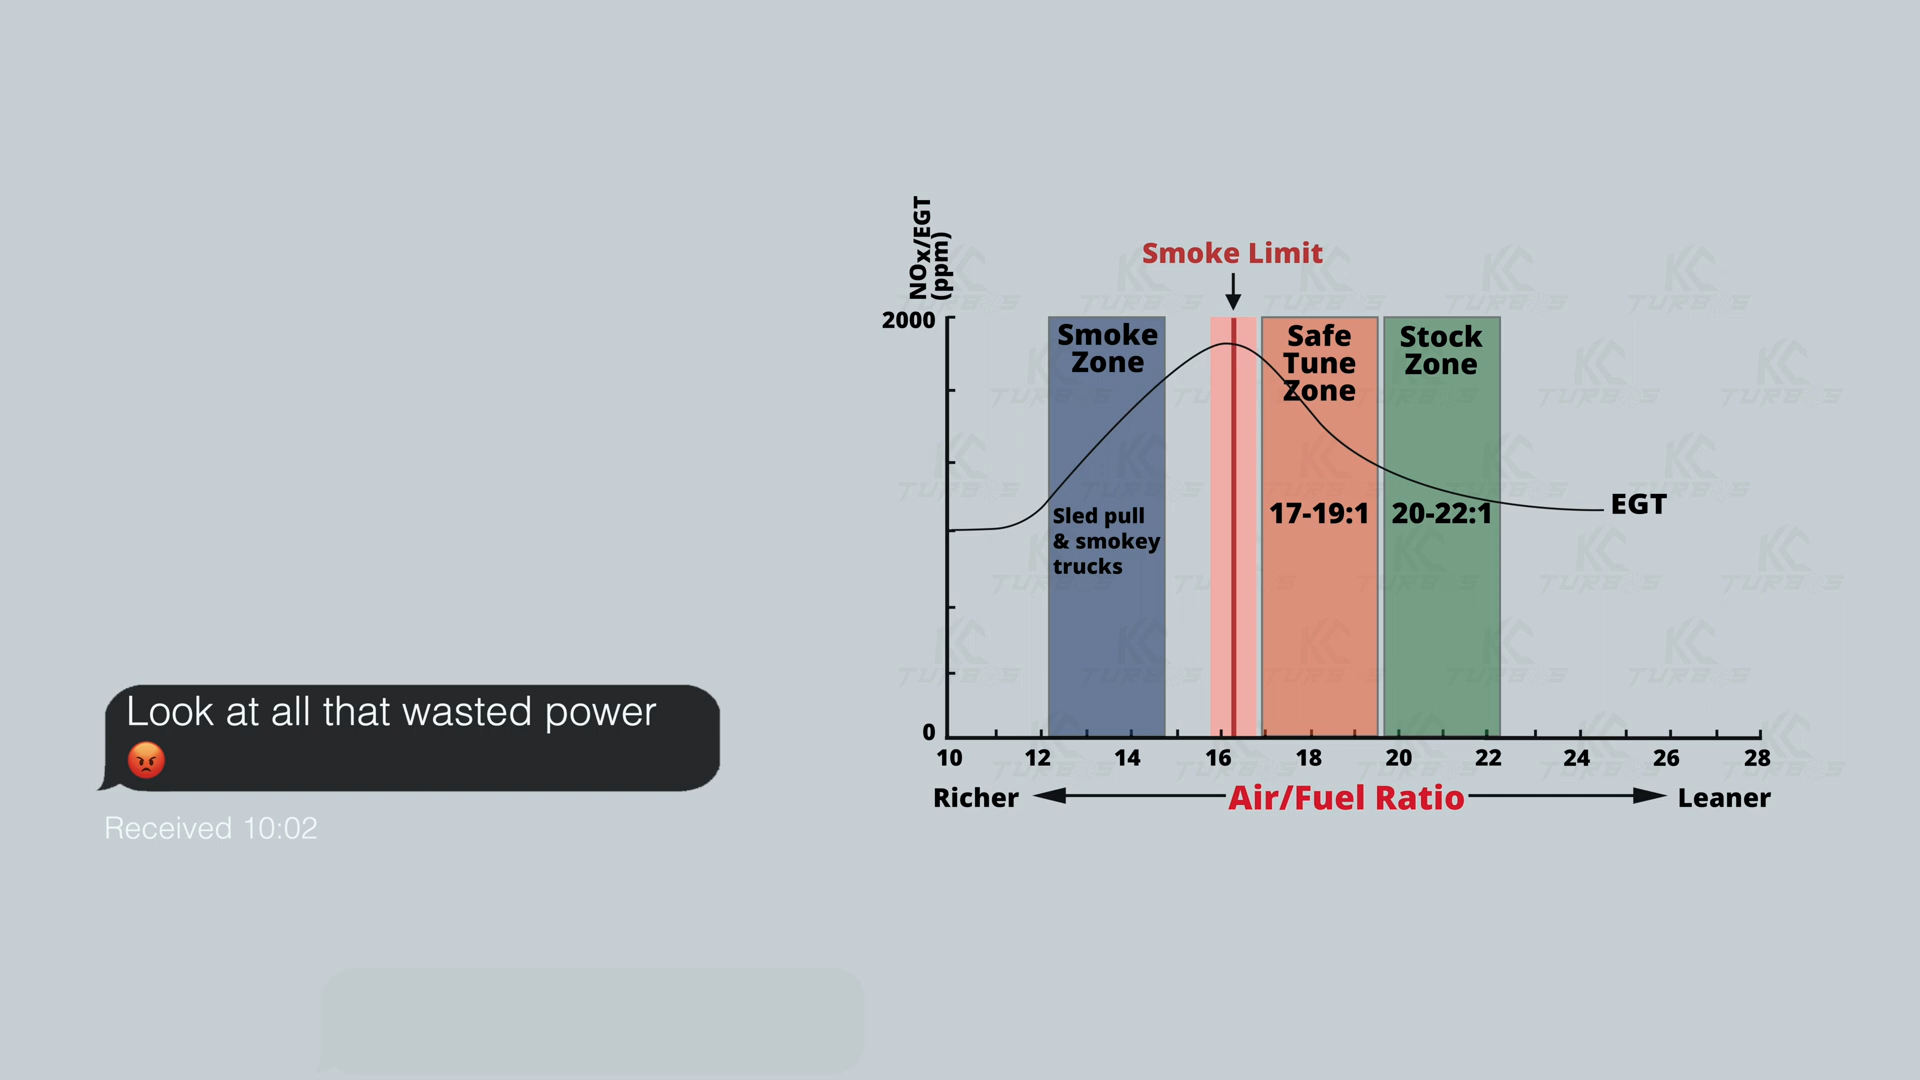 Look at all that wasted power
😡
Received 10:02
NOx/EGT
(ppm)
Smoke Limit
2000
0
Smoke
Zone
Sled pull
& smokey
trucks
Safe
Tune
Zone
17-19:1
Stock
Zone
20-22:1
EGT
10 12 14 16 18 20 22 24 26 28
Richer Air/Fuel Ratio Leaner
KC
TURBOS